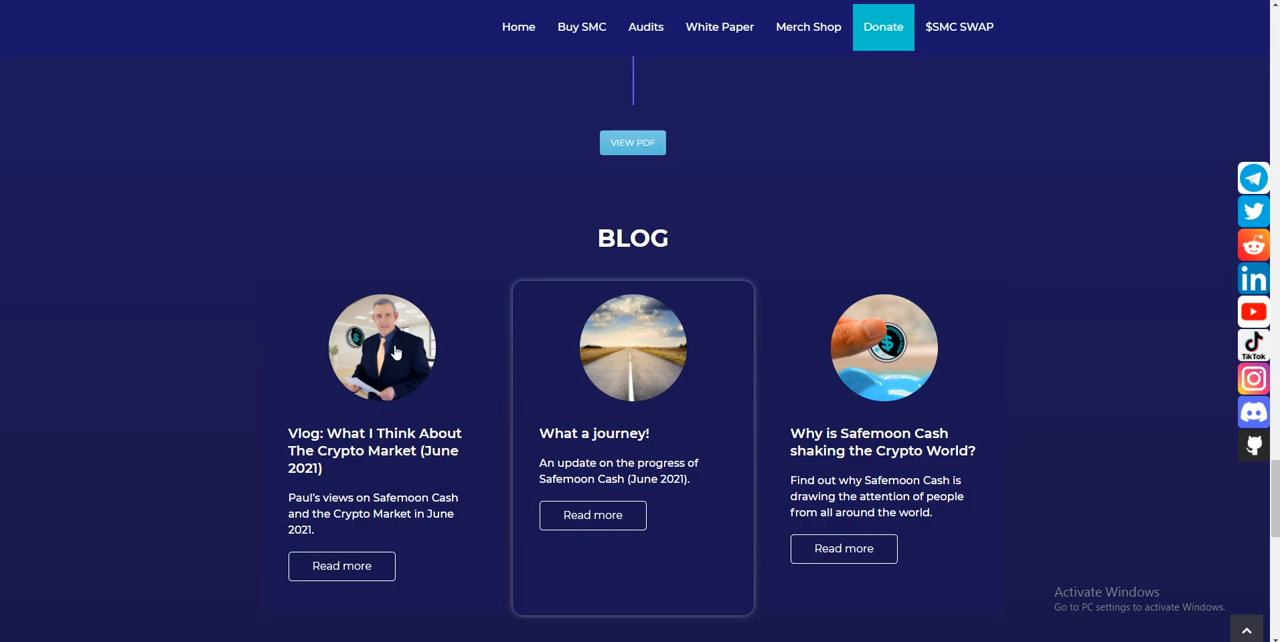 Home Buy SMC Audits White Paper Merch Shop Donate $SMC SWAP
VIEW PDF
BLOG
Vlog: What I Think About
The Crypto Market (June
2021)
Paul's views on Safemoon Cash
and the Crypto Market in June
2021.
Read more
What a journey!
An update on the progress of
Safemoon Cash (June 2021).
Read more
Why is Safemoon Cash
shaking the Crypto World?
Find out why Safemoon Cash is
drawing the attention of people
from all around the world.
Read more
in
TikTok
Activate Windows
Go to PC settings to activate Windows.